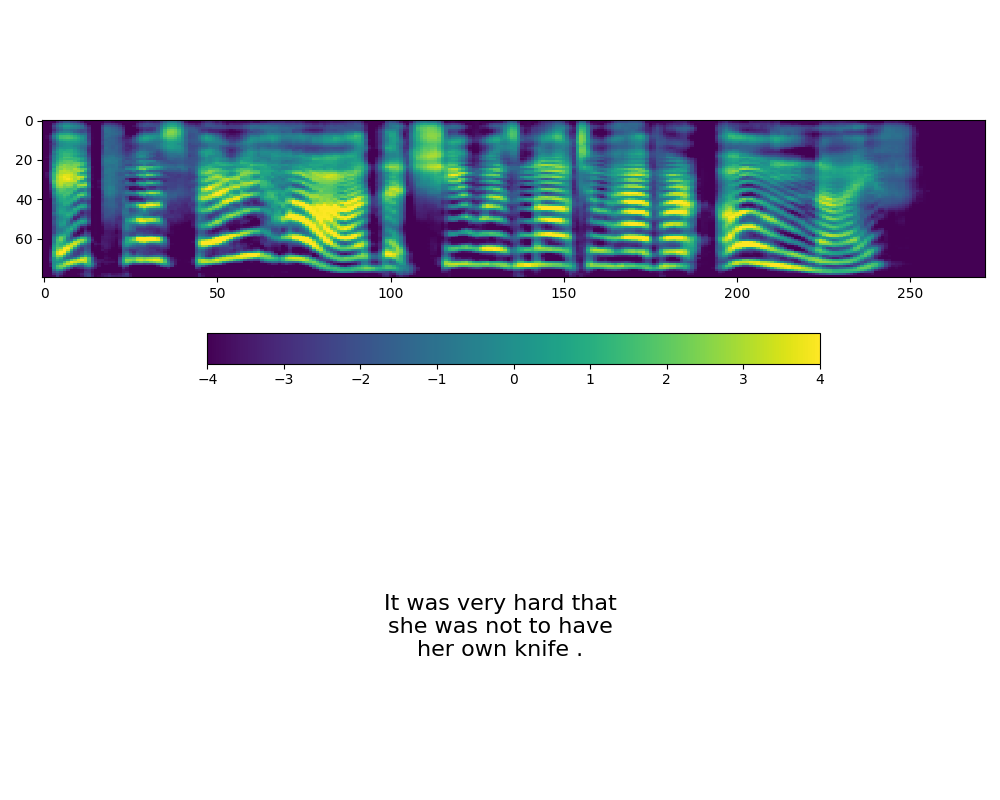 0
20
40
60
0 50 100 150 200 250
−4 −3 −2 −1 0 1 2 3 4
It was very hard that
she was not to have
her own knife .